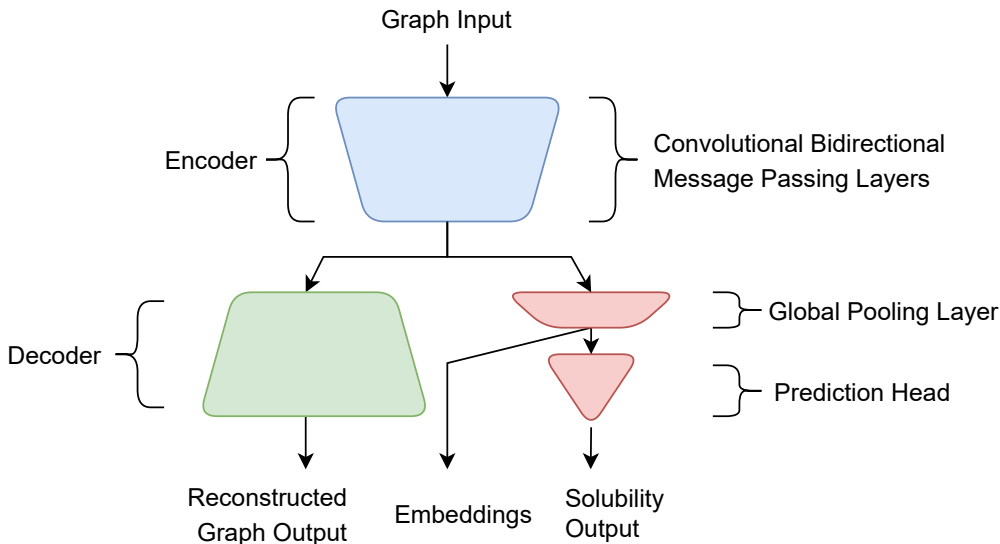 Graph Input
Encoder
Convolutional Bidirectional
Message Passing Layers
Decoder
Global Pooling Layer
Prediction Head
Reconstructed
Graph Output
Embeddings
Solubility
Output